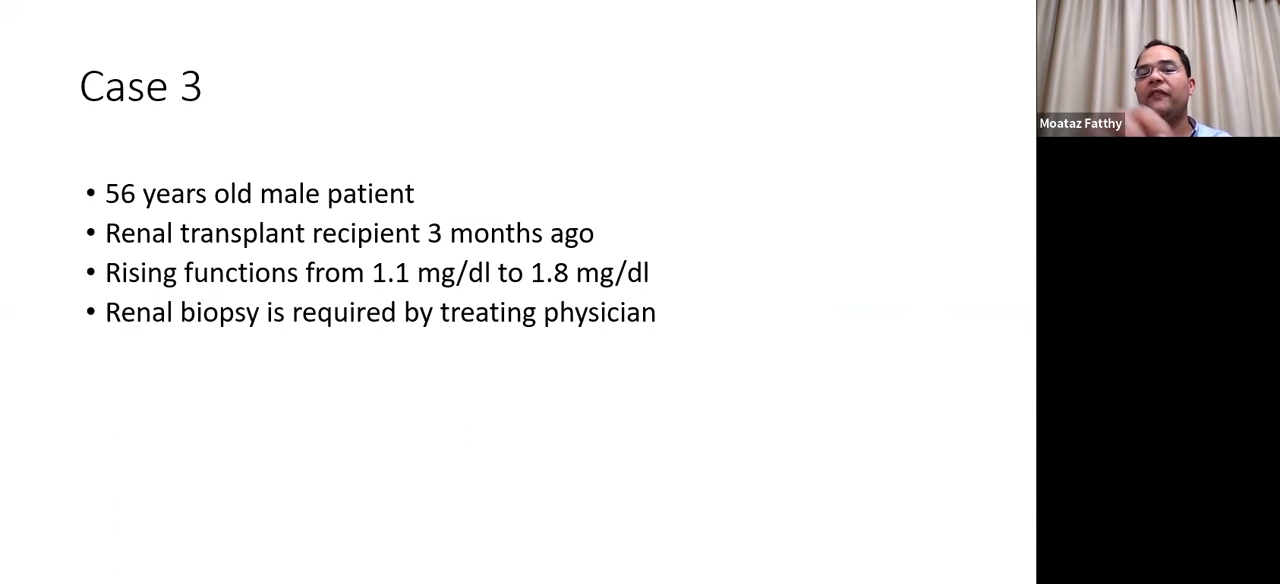 Case 3
• 56 years old male patient
• Renal transplant recipient 3 months ago
• Rising functions from 1.1 mg/dl to 1.8 mg/dl
• Renal biopsy is required by treating physician
Moataz Fatthy